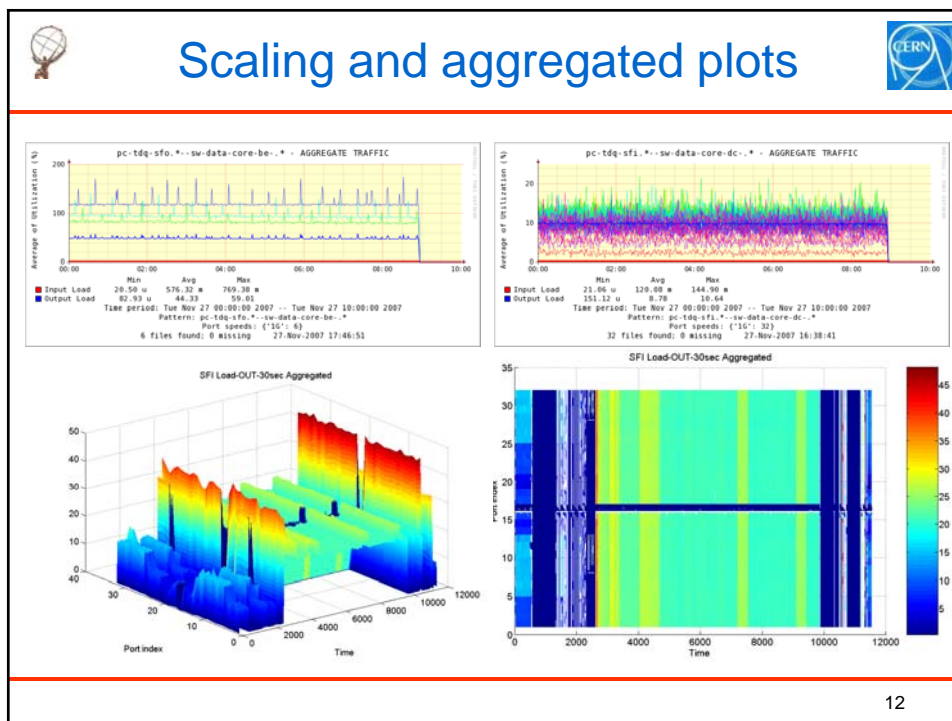 Scaling and aggregated plots
CERN
pc-tdq-sfo.*--sw-data-core-be-.* - AGGREGATE TRAFFIC
Average of Utilization (%)
200
100
0
00:00 02:00 04:00 06:00 08:00 10:00
Min Avg Max
Input Load 20.50 u 576.32 m 769.38 m
Output Load 82.93 u 44.33 59.01
Time period: Tue Nov 27 00:00:00 2007 -- Tue Nov 27 10:00:00 2007
Pattern: pc-tdq-sfo.*--sw-data-core-be-.*
Port speeds: {'1G': 6}
6 files found; 0 missing 27-Nov-2007 17:46:51
pc-tdq-sfi.*--sw-data-core-dc-.* - AGGREGATE TRAFFIC
Average of Utilization (%)
20
10
0
00:00 02:00 04:00 06:00 08:00 10:00
Min Avg Max
Input Load 21.06 u 120.08 m 144.90 m
Output Load 151.12 u 8.78 10.64
Time period: Tue Nov 27 00:00:00 2007 -- Tue Nov 27 10:00:00 2007
Pattern: pc-tdq-sfi.*--sw-data-core-dc-.*
Port speeds: {'1G': 32}
32 files found; 0 missing 27-Nov-2007 16:38:41
SFI Load-OUT-30sec Aggregated
50
40
30
20
10
0
40
30
20
10
0
0 2000 4000 6000 8000 10000 12000
Port index
Time
SFI Load-OUT-30sec Aggregated
35
30
25
20
15
10
5
0
Port index
0 2000 4000 6000 8000 10000 12000
Time
45
40
35
30
25
20
15
10
5
12